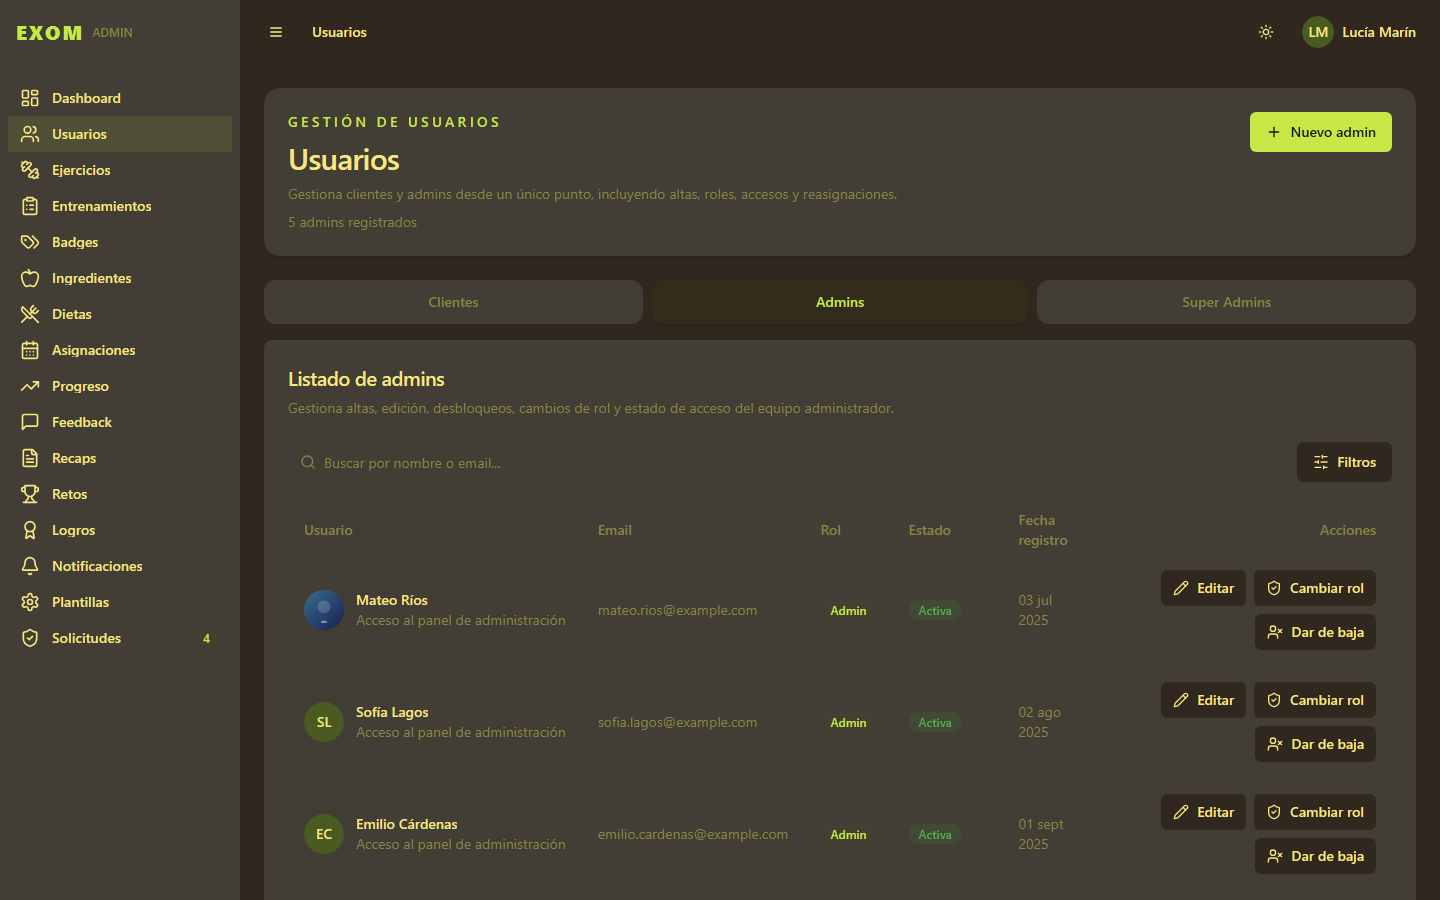 EXOM ADMIN
Usuarios
LM Lucía Marín
Dashboard
Usuarios
Ejercicios
Entrenamientos
Badges
Ingredientes
Dietas
Asignaciones
Progreso
Feedback
Recaps
Retos
Logros
Notificaciones
Plantillas
Solicitudes 4
GESTIÓN DE USUARIOS
Usuarios
Gestiona clientes y admins desde un único punto, incluyendo altas, roles, accesos y reasignaciones.
5 admins registrados
Nuevo admin
Clientes
Admins
Super Admins
Listado de admins
Gestiona altas, edición, desbloqueos, cambios de rol y estado de acceso del equipo administrador.
Buscar por nombre o email...
Filtros
Usuario Email Rol Estado Fecha registro Acciones
Mateo Ríos
Acceso al panel de administración
mateo.rios@example.com
Admin
Activa
03 jul
2025
Editar
Cambiar rol
Dar de baja
SL
Sofía Lagos
Acceso al panel de administración
sofia.lagos@example.com
Admin
Activa
02 ago
2025
Editar
Cambiar rol
Dar de baja
EC
Emilio Cárdenas
Acceso al panel de administración
emilio.cardenas@example.com
Admin
Activa
01 sept
2025
Editar
Cambiar rol
Dar de baja